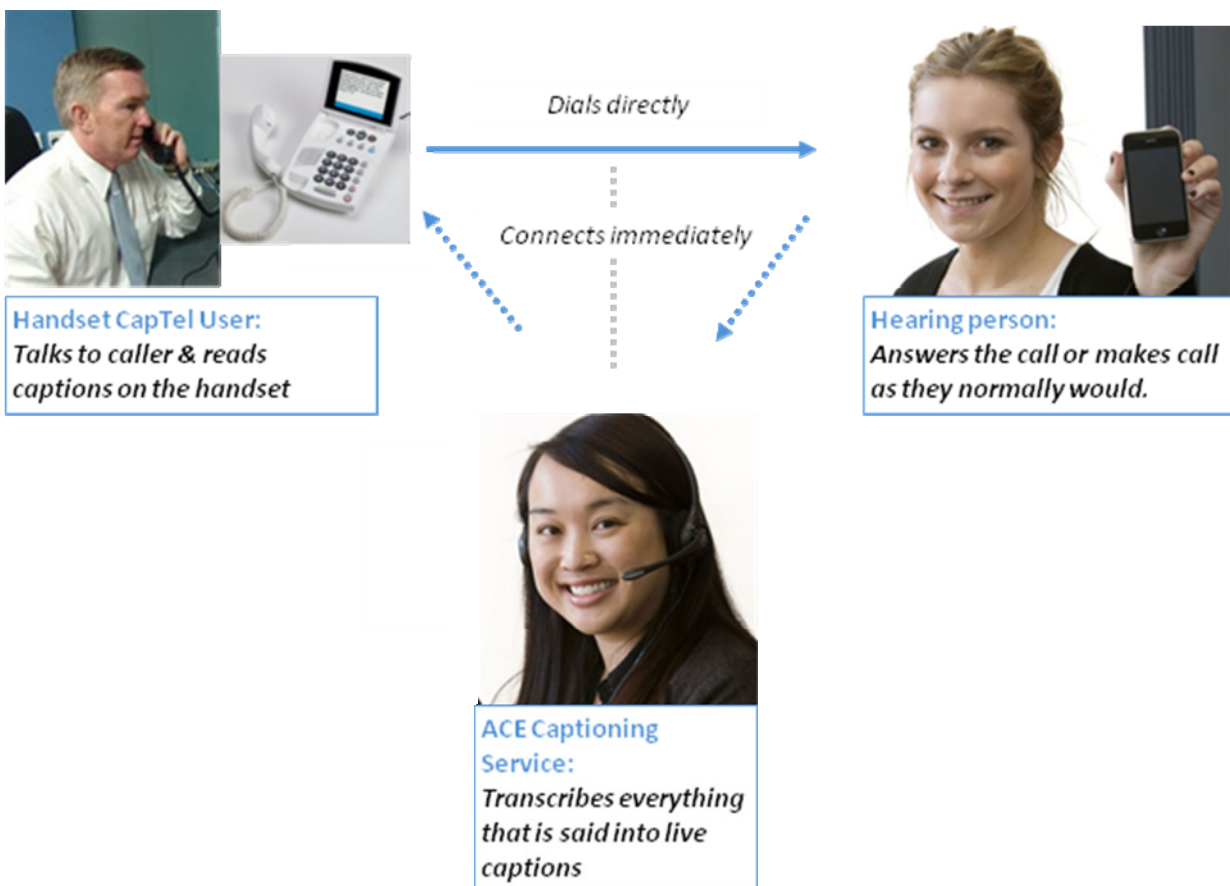 Dials directly
Connects immediately
Handset CapTel User:
Talks to caller & reads
captions on the handset
Hearing person:
Answers the call or makes call
as they normally would.
ACE Captioning
Service:
Transcribes everything
that is said into live
captions